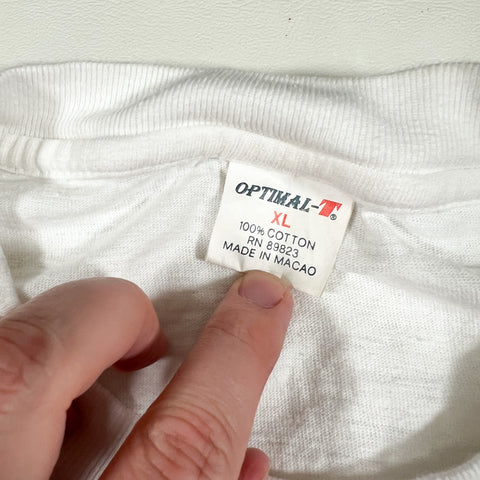 OPTIMAL-T®
XL
100% COTTON
RN 89823
MADE IN MACAO